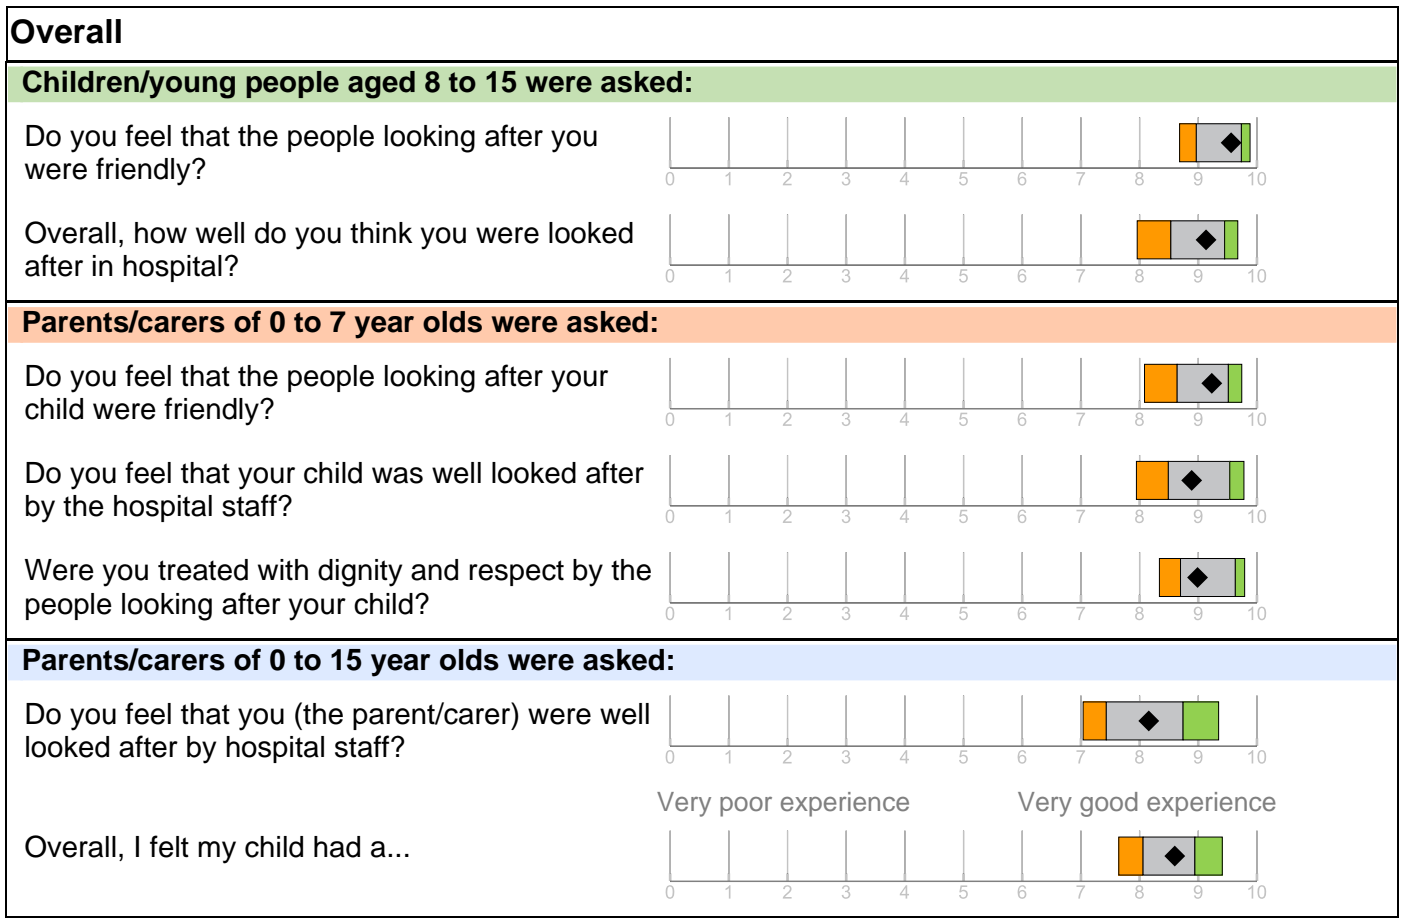 Overall
Children/young people aged 8 to 15 were asked:
Do you feel that the people looking after you
were friendly?
0 1 2 3 4 5 6 7 8 9 10
Overall, how well do you think you were looked
after in hospital?
0 1 2 3 4 5 6 7 8 9 10
Parents/carers of 0 to 7 year olds were asked:
Do you feel that the people looking after your
child were friendly?
0 1 2 3 4 5 6 7 8 9 10
Do you feel that your child was well looked after
by the hospital staff?
0 1 2 3 4 5 6 7 8 9 10
Were you treated with dignity and respect by the
people looking after your child?
0 1 2 3 4 5 6 7 8 9 10
Parents/carers of 0 to 15 year olds were asked:
Do you feel that you (the parent/carer) were well
looked after by hospital staff?
0 1 2 3 4 5 6 7 8 9 10
Very poor experience Very good experience
Overall, I felt my child had a...
0 1 2 3 4 5 6 7 8 9 10